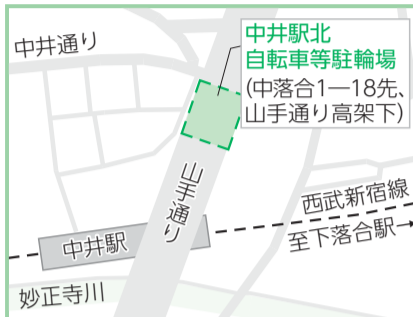 中井通り
中井駅北
自転車等駐輪場
(中落合1―18先、
山手通り高架下)
山手通り
西武新宿線
至下落合駅→
中井駅
妙正寺川